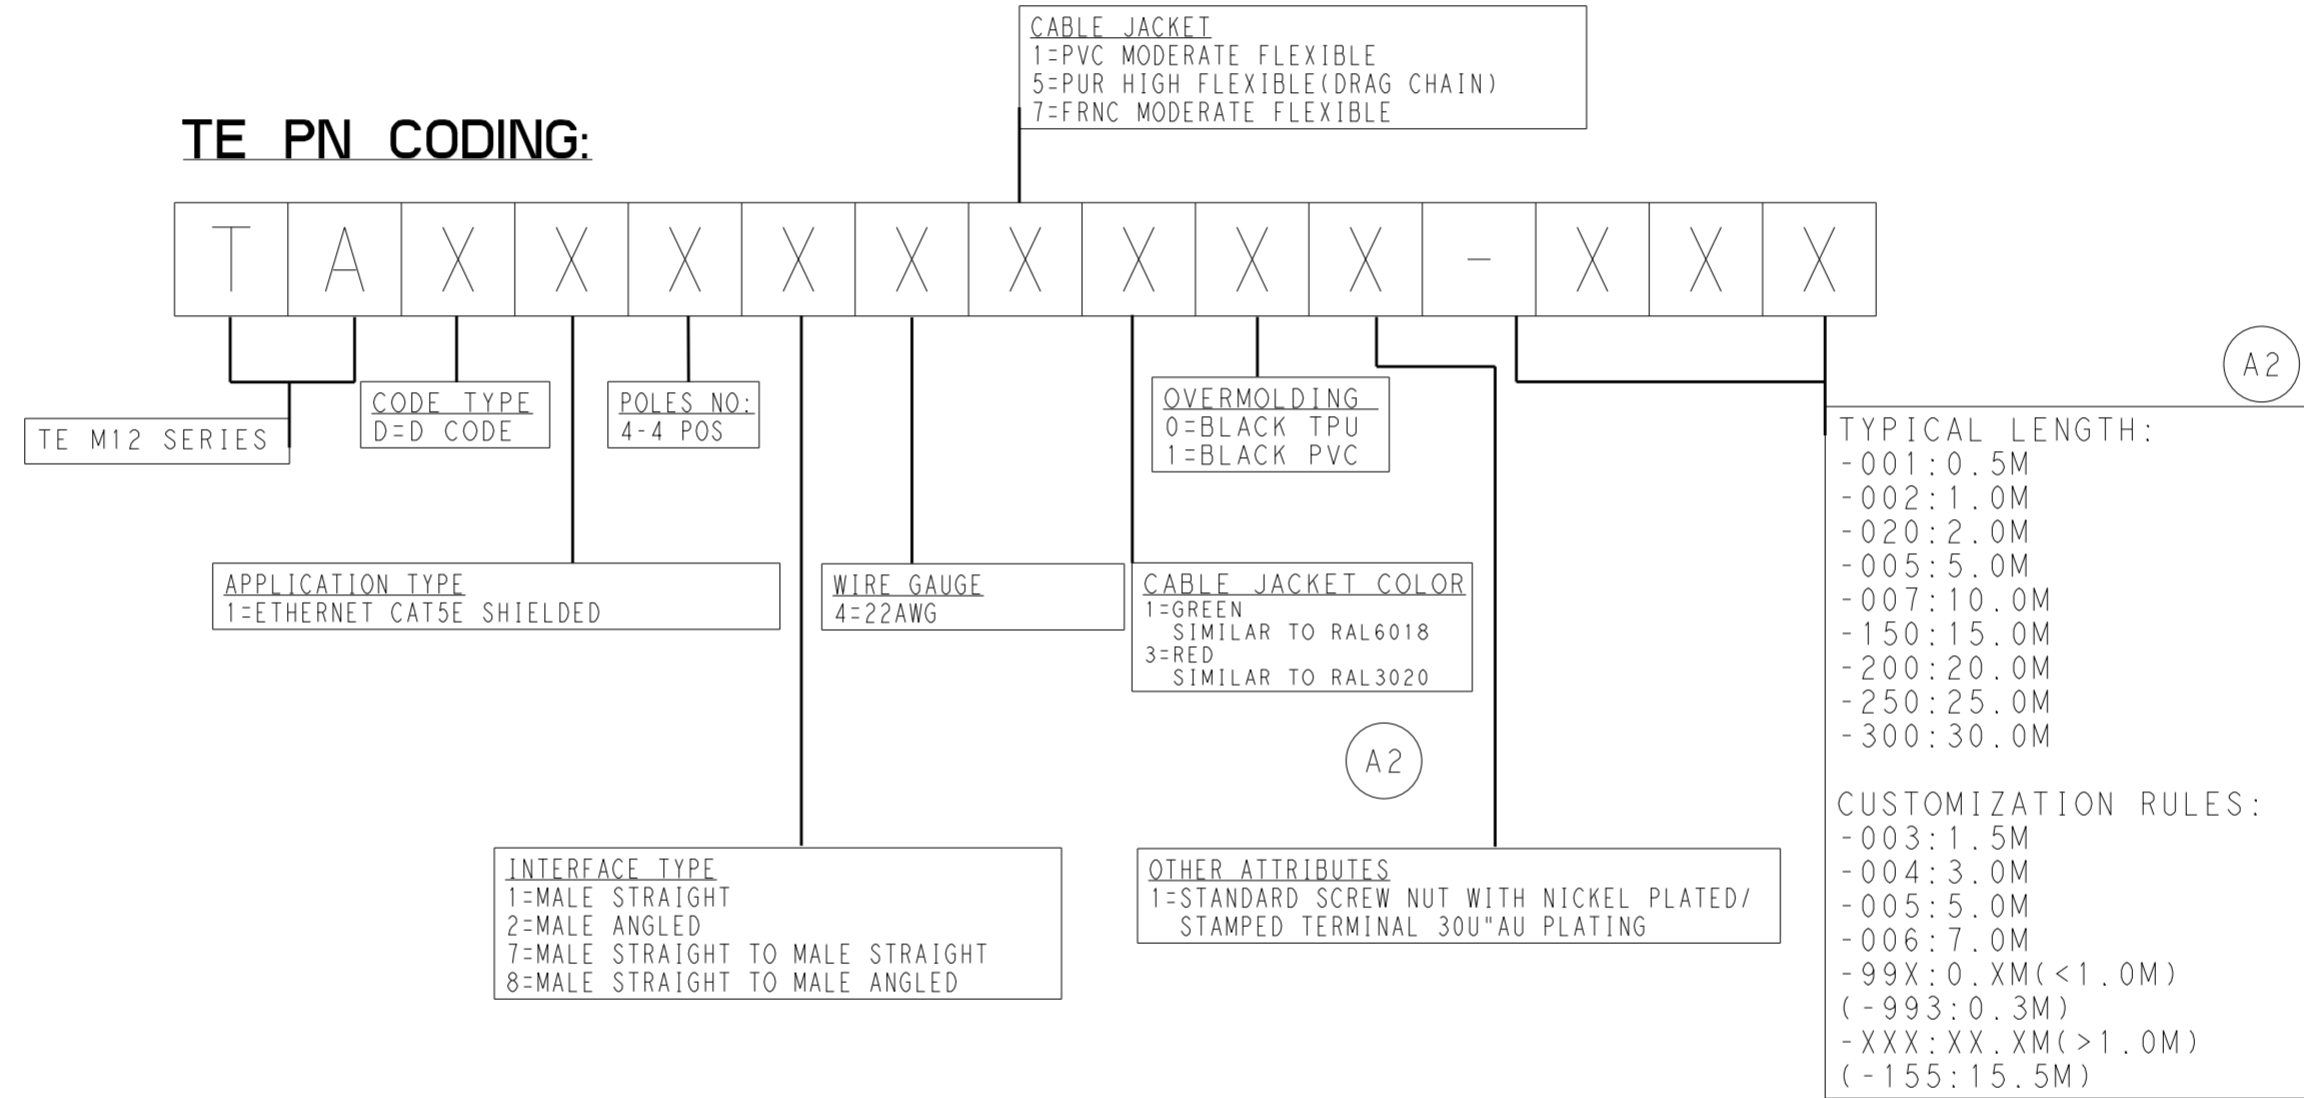 CABLE JACKET
1=PVC MODERATE FLEXIBLE
5=PUR HIGH FLEXIBLE(DRAG CHAIN)
7=FRNC MODERATE FLEXIBLE
TE PN CODING:
T A X X X X X X X X X - X X X
TE M12 SERIES
CODE TYPE
D=D CODE
POLES NO:
4-4 POS
OVERMOLDING
0=BLACK TPU
1=BLACK PVC
A2
APPLICATION TYPE
1=ETHERNET CAT5E SHIELDED
WIRE GAUGE
4=22AWG
CABLE JACKET COLOR
1=GREEN
SIMILAR TO RAL6018
3=RED
SIMILAR TO RAL3020
A2
INTERFACE TYPE
1=MALE STRAIGHT
2=MALE ANGLED
7=MALE STRAIGHT TO MALE STRAIGHT
8=MALE STRAIGHT TO MALE ANGLED
OTHER ATTRIBUTES
1=STANDARD SCREW NUT WITH NICKEL PLATED/
STAMPED TERMINAL 30U"AU PLATING
TYPICAL LENGTH:
-001:0.5M
-002:1.0M
-020:2.0M
-005:5.0M
-007:10.0M
-150:15.0M
-200:20.0M
-250:25.0M
-300:30.0M
CUSTOMIZATION RULES:
-003:1.5M
-004:3.0M
-005:5.0M
-006:7.0M
-99X:0.XM(<1.0M)
(-993:0.3M)
-XXX:XX.XM(>1.0M)
(-155:15.5M)